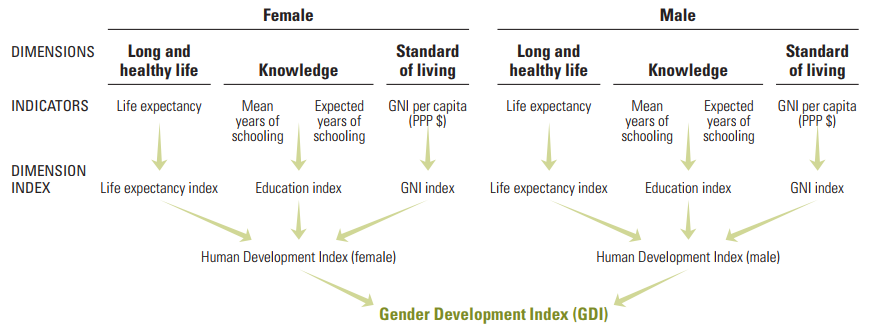 Female Male
DIMENSIONS Long and healthy life Knowledge Standard of living Long and healthy life Knowledge Standard of living
INDICATORS Life expectancy Mean years of schooling Expected years of schooling GNI per capita (PPP $) Life expectancy Mean years of schooling Expected years of schooling GNI per capita (PPP $)
DIMENSION INDEX Life expectancy index Education index GNI index Life expectancy index Education index GNI index
Human Development Index (female) Human Development Index (male)
Gender Development Index (GDI)